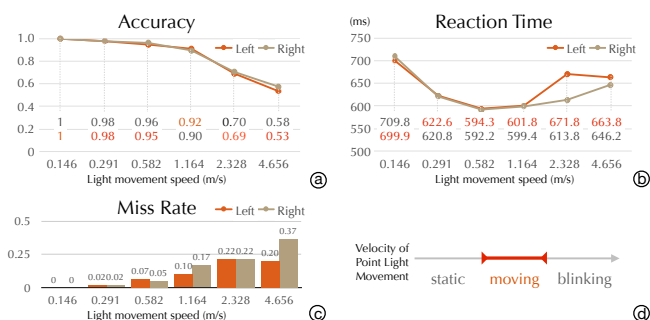 Accuracy
Left Right
1.0
0.8
0.6
0.4
0.2
0
1 0.98 0.96 0.92 0.70 0.58
1 0.98 0.95 0.90 0.69 0.53
0.146 0.291 0.582 1.164 2.328 4.656
Light movement speed (m/s)
a
Reaction Time
(ms)
Left Right
750
700
650
600
550
500
709.8 622.6 594.3 601.8 671.8 663.8
699.9 620.8 592.2 599.4 613.8 646.2
0.146 0.291 0.582 1.164 2.328 4.656
Light movement speed (m/s)
b
Miss Rate
Left Right
0.5
0.25
0
0 0 0.02 0.02 0.07 0.05 0.10 0.17 0.22 0.22 0.20 0.37
0.146 0.291 0.582 1.164 2.328 4.656
Light movement speed (m/s)
c
Velocity of
Point Light
Movement
static moving blinking
d